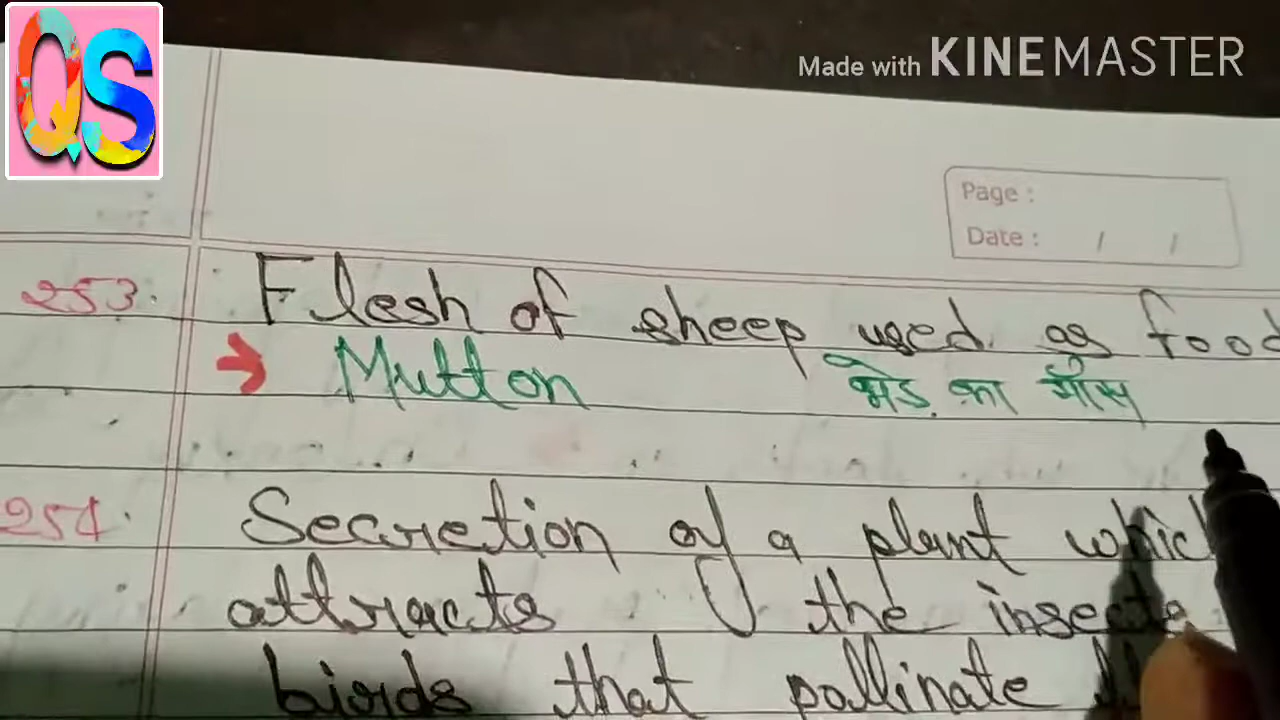 QS
Made with KINEMASTER
Page :
Date : / /
253. Flesh of sheep used as food
→ Mutton भेड़ का माँस
254. Secretion of a plant which
attracts the insects
birds that pollinate